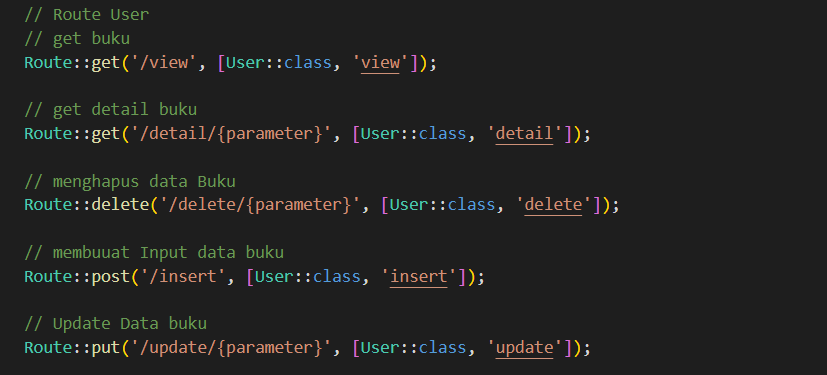 // Route User
// get buku
Route::get('/view', [User::class, 'view']);
// get detail buku
Route::get('/detail/{parameter}', [User::class, 'detail']);
// menghapus data Buku
Route::delete('/delete/{parameter}', [User::class, 'delete']);
// membuuat Input data buku
Route::post('/insert', [User::class, 'insert']);
// Update Data buku
Route::put('/update/{parameter}', [User::class, 'update']);